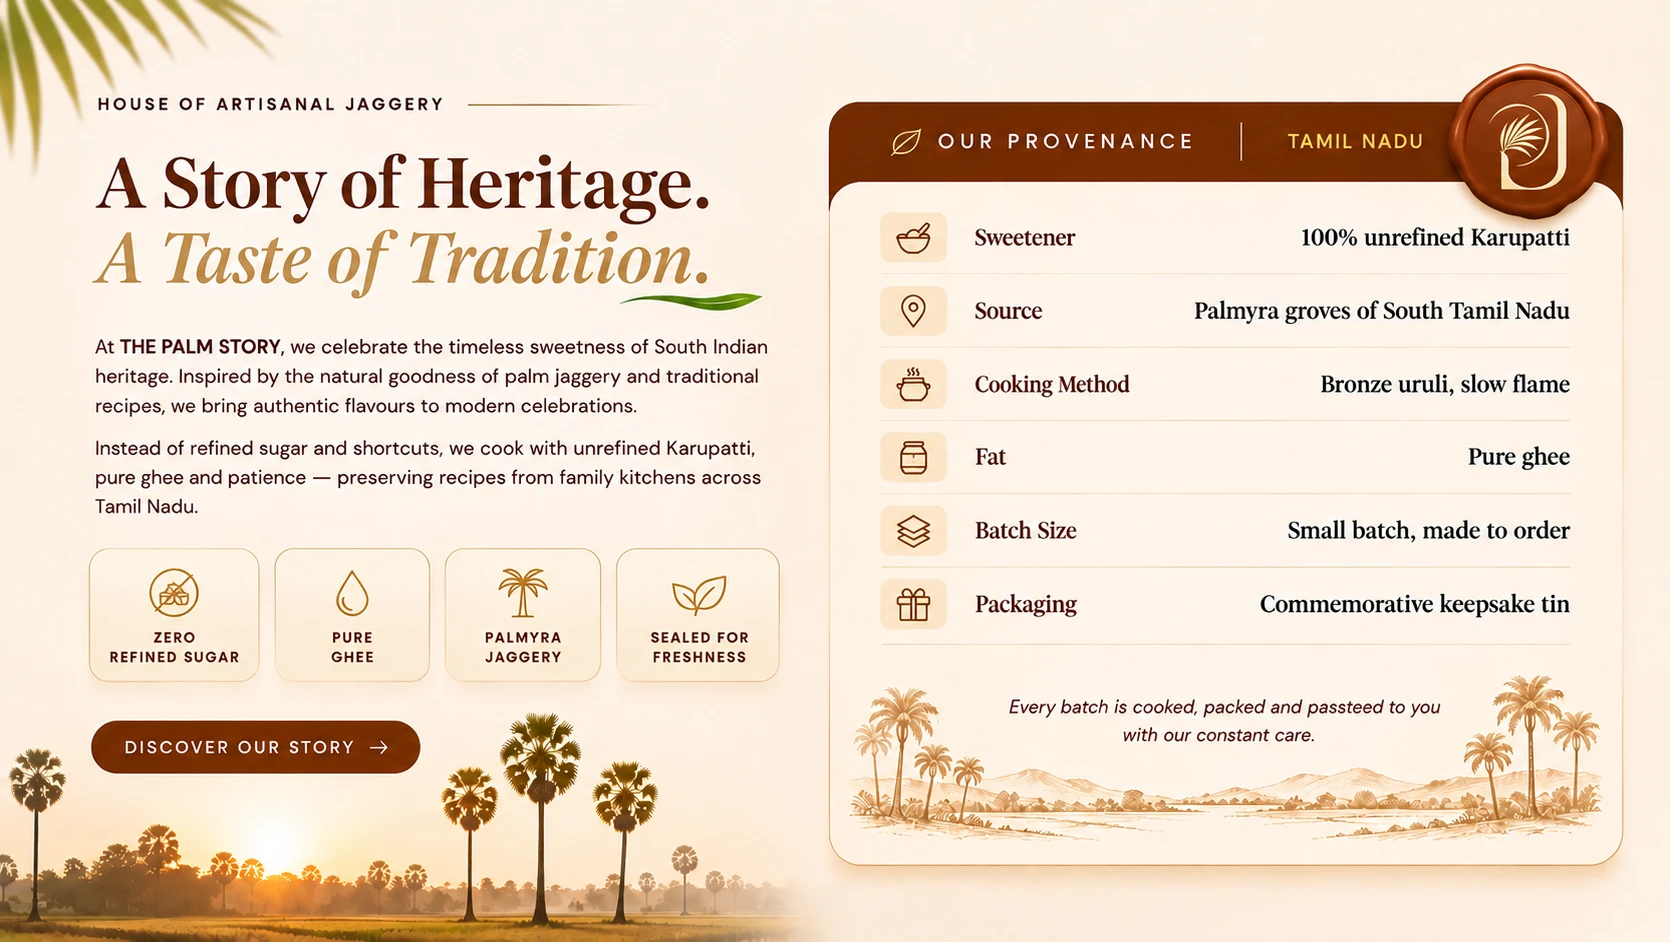 HOUSE OF ARTISANAL JAGGERY
A Story of Heritage.
A Taste of Tradition.
At THE PALM STORY, we celebrate the timeless sweetness of South Indian
heritage. Inspired by the natural goodness of palm jaggery and traditional
recipes, we bring authentic flavours to modern celebrations.
Instead of refined sugar and shortcuts, we cook with unrefined Karupatti,
pure ghee and patience — preserving recipes from family kitchens across
Tamil Nadu.
ZERO
REFINED SUGAR
PURE
GHEE
PALMYRA
JAGGERY
SEALED FOR
FRESHNESS
DISCOVER OUR STORY →
OUR PROVENANCE
TAMIL NADU
Sweetener 100% unrefined Karupatti
Source Palmyra groves of South Tamil Nadu
Cooking Method Bronze uruli, slow flame
Fat Pure ghee
Batch Size Small batch, made to order
Packaging Commemorative keepsake tin
Every batch is cooked, packed and passteed to you
with our constant care.